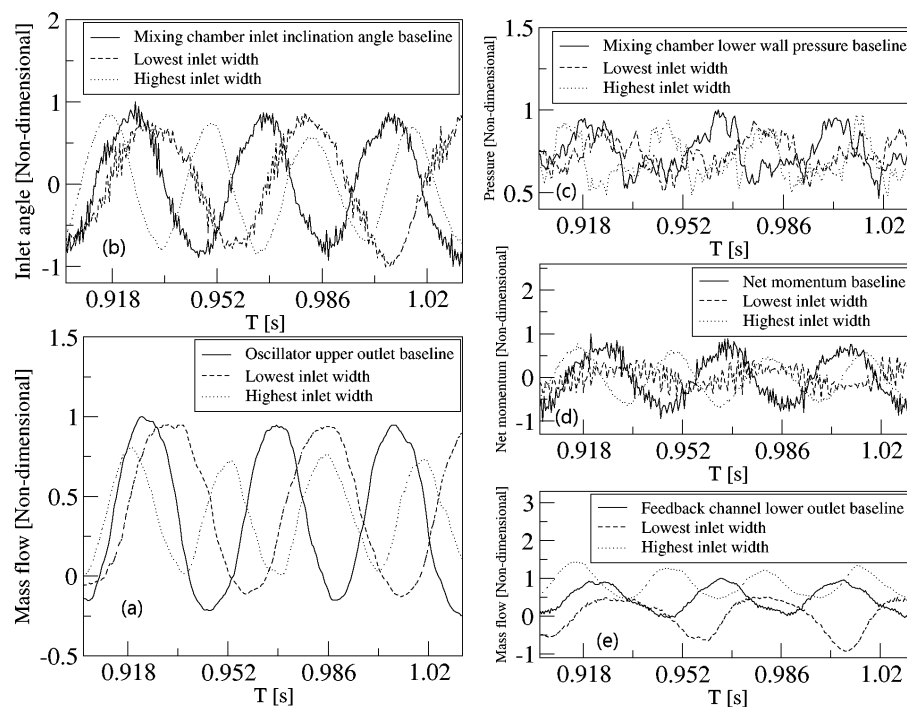 2
1
0
-1
Inlet angle [Non-dimensional]
Mixing chamber inlet inclination angle baseline
Lowest inlet width
Highest inlet width
(b)
0.918 0.952 0.986 1.02
T [s]
1.5
1
0.5
0
-0.5
Mass flow [Non-dimensional]
Oscillator upper outlet baseline
Lowest inlet width
Highest inlet width
(a)
0.918 0.952 0.986 1.02
T [s]
1.5
1
0.5
Pressure [Non-dimensional]
Mixing chamber lower wall pressure baseline
Lowest inlet width
Highest inlet width
(c)
0.918 0.952 0.986 1.02
T [s]
2
1
0
-1
Net momentum [Non-dimensional]
Net momentum baseline
Lowest inlet width
Highest inlet width
(d)
0.918 0.952 0.986 1.02
T [s]
3
2
1
0
-1
Mass flow [Non-dimensional]
Feedback channel lower outlet baseline
Lowest inlet width
Highest inlet width
(e)
0.918 0.952 0.986 1.02
T [s]